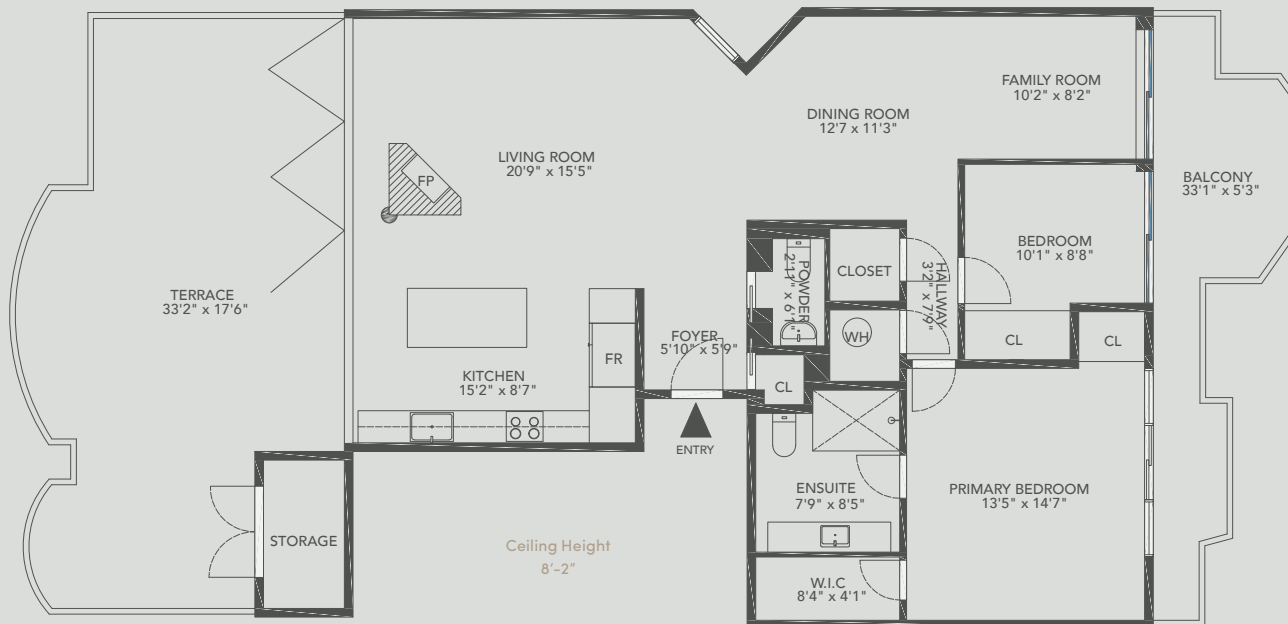 FAMILY ROOM
10'2" x 8'2"
DINING ROOM
12'7 x 11'3"
LIVING ROOM
20'9" x 15'5"
FP
BALCONY
33'1" x 5'3"
BEDROOM
10'1" x 8'8"
POWDER
2'11" x 6'1"
CLOSET
HALLWAY
3'2" x 7'9"
TERRACE
33'2" x 17'6"
FOYER
5'10" x 5'9"
WH
CL
CL
FR
KITCHEN
15'2" x 8'7"
CL
ENTRY
ENSUITE
7'9" x 8'5"
PRIMARY BEDROOM
13'5" x 14'7"
STORAGE
Ceiling Height
8'-2"
W.I.C
8'4" x 4'1"